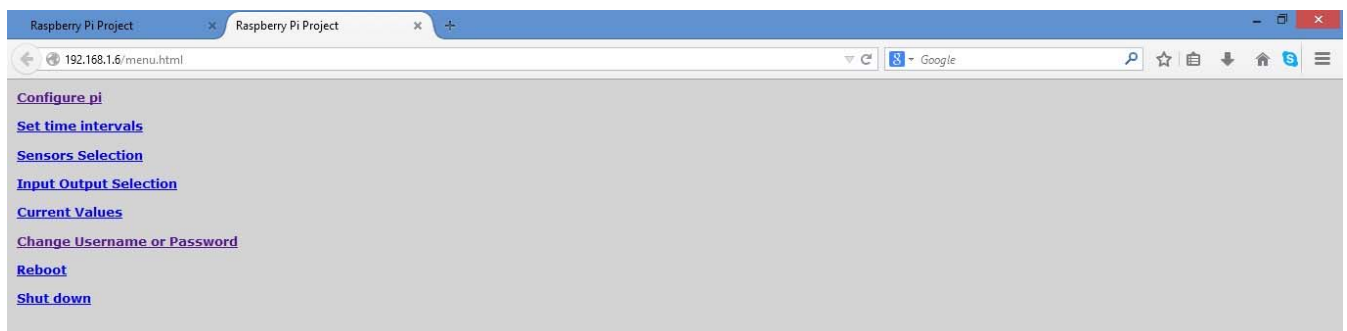 Raspberry Pi Project Raspberry Pi Project
192.168.1.6/menu.html Google
Configure pi
Set time intervals
Sensors Selection
Input Output Selection
Current Values
Change Username or Password
Reboot
Shut down